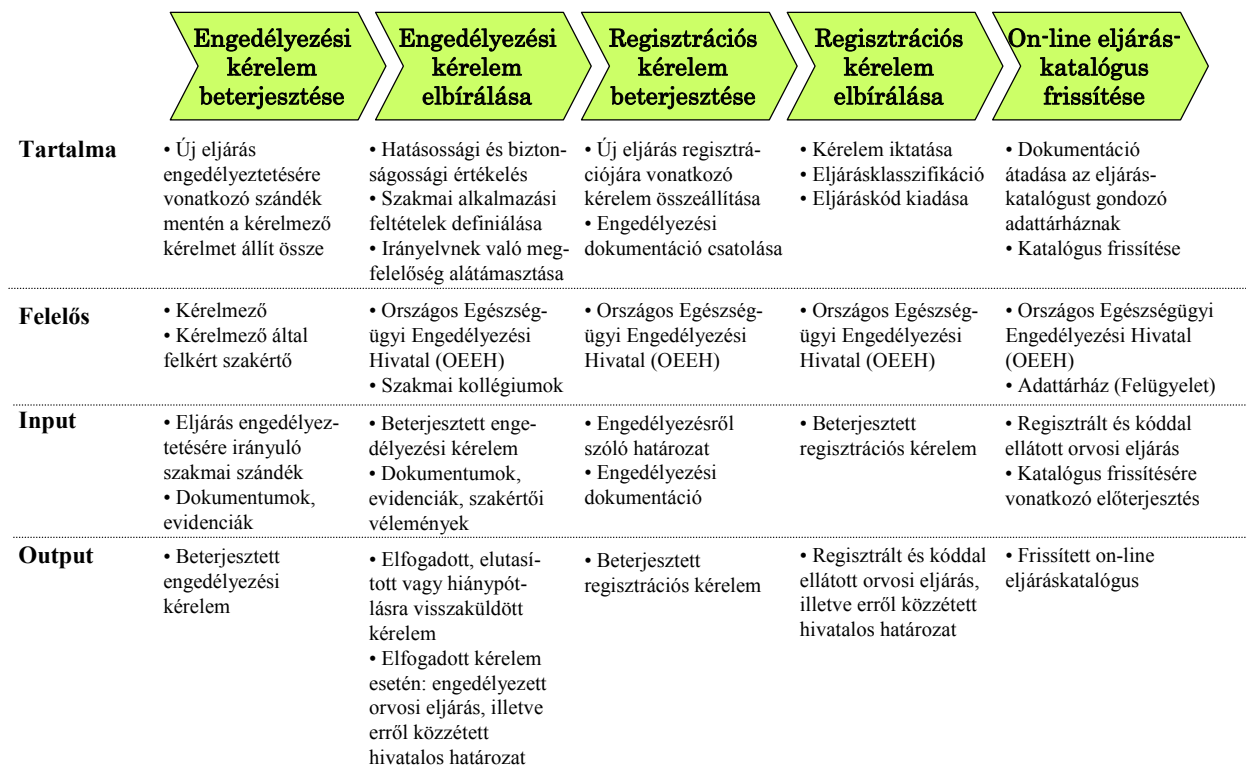 Engedélyezési
kérelem
beterjesztése
Engedélyezési
kérelem
elbírálása
Regisztrációs
kérelem
beterjesztése
Regisztrációs
kérelem
elbírálása
On-line eljárás-
katalógus
frissítése
Tartalma
• Új eljárás
engedélyeztetésére
vonatkozó szándék
mentén a kérelmező
kérelmet állít össze
• Hatásossági és bizton-
ságossági értékelés
• Szakmai alkalmazási
feltételek definiálása
• Irányelvnek való meg-
felelőség alátámasztása
• Új eljárás regisztrá-
ciójára vonatkozó
kérelem összeállítása
• Engedélyezési
dokumentáció csatolása
• Kérelem iktatása
• Eljárásklasszifikáció
• Eljáráskód kiadása
• Dokumentáció
átadása az eljárás-
katalógust gondozó
adattárháznak
• Katalógus frissítése
Felelős
• Kérelmező
• Kérelmező által
felkért szakértő
• Országos Egészség-
ügyi Engedélyezési
Hivatal (OEEH)
• Szakmai kollégiumok
• Országos Egészség-
ügyi Engedélyezési
Hivatal (OEEH)
• Országos Egészség-
ügyi Engedélyezési
Hivatal (OEEH)
• Országos Egészségügyi
Engedélyezési Hivatal
(OEEH)
• Adattárház (Felügyelet)
Input
• Eljárás engedélyez-
tetésére irányuló
szakmai szándék
• Dokumentumok,
evidenciák
• Beterjesztett enge-
délyezési kérelem
• Dokumentumok,
evidenciák, szakértői
vélemények
• Engedélyezésről
szóló határozat
• Engedélyezési
dokumentáció
• Beterjesztett
regisztrációs kérelem
• Regisztrált és kóddal
ellátott orvosi eljárás
• Katalógus frissítésére
vonatkozó előterjesztés
Output
• Beterjesztett
engedélyezési
kérelem
• Elfogadott, elutasí-
tott vagy hiánypót-
lásra visszaküldött
kérelem
• Elfogadott kérelem
esetén: engedélyezett
orvosi eljárás, illetve
erről közzétett
hivatalos határozat
• Beterjesztett
regisztrációs kérelem
• Regisztrált és kóddal
ellátott orvosi eljárás,
illetve erről közzétett
hivatalos határozat
• Frissített on-line
eljáráskatalógus